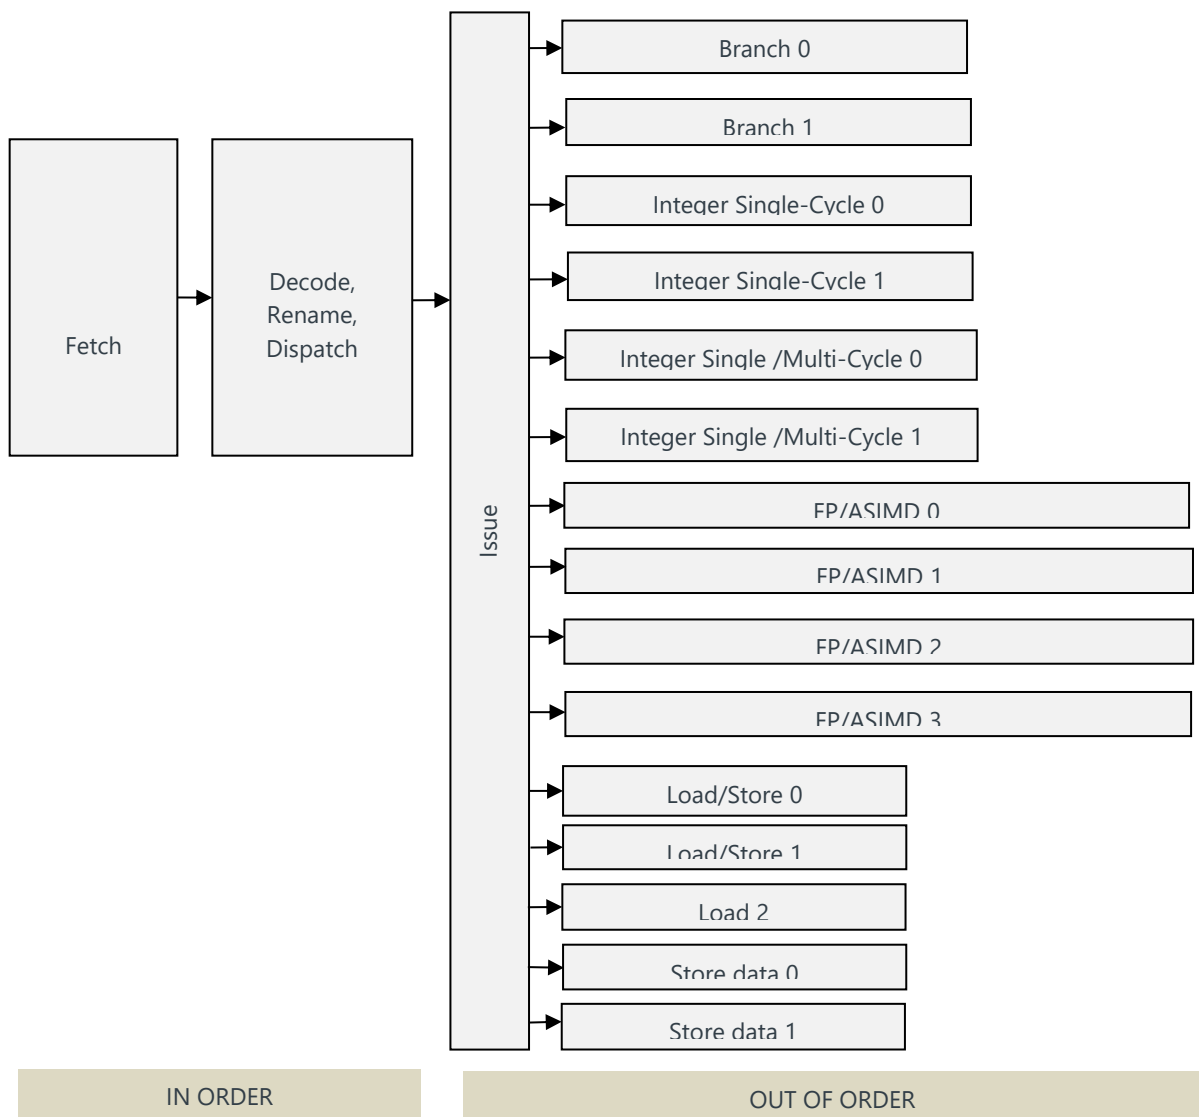 Fetch
Decode,
Rename,
Dispatch
Issue
Branch 0
Branch 1
Integer Single-Cycle 0
Integer Single-Cycle 1
Integer Single /Multi-Cycle 0
Integer Single /Multi-Cycle 1
FP/ASIMD 0
FP/ASIMD 1
FP/ASIMD 2
FP/ASIMD 3
Load/Store 0
Load/Store 1
Load 2
Store data 0
Store data 1
IN ORDER
OUT OF ORDER